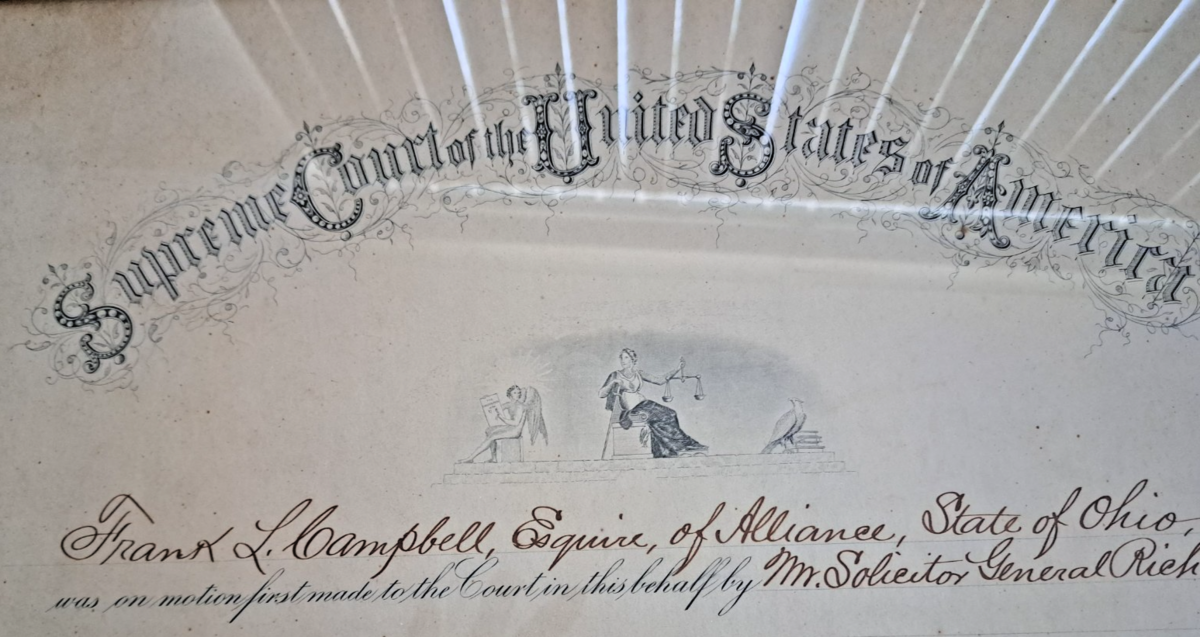 Supreme Court of the United States of America
Frank L. Campbell, Esquire, of Alliance, State of Ohio,
was on motion first made to the Court in this behalf by Mr. Solicitor General Rich